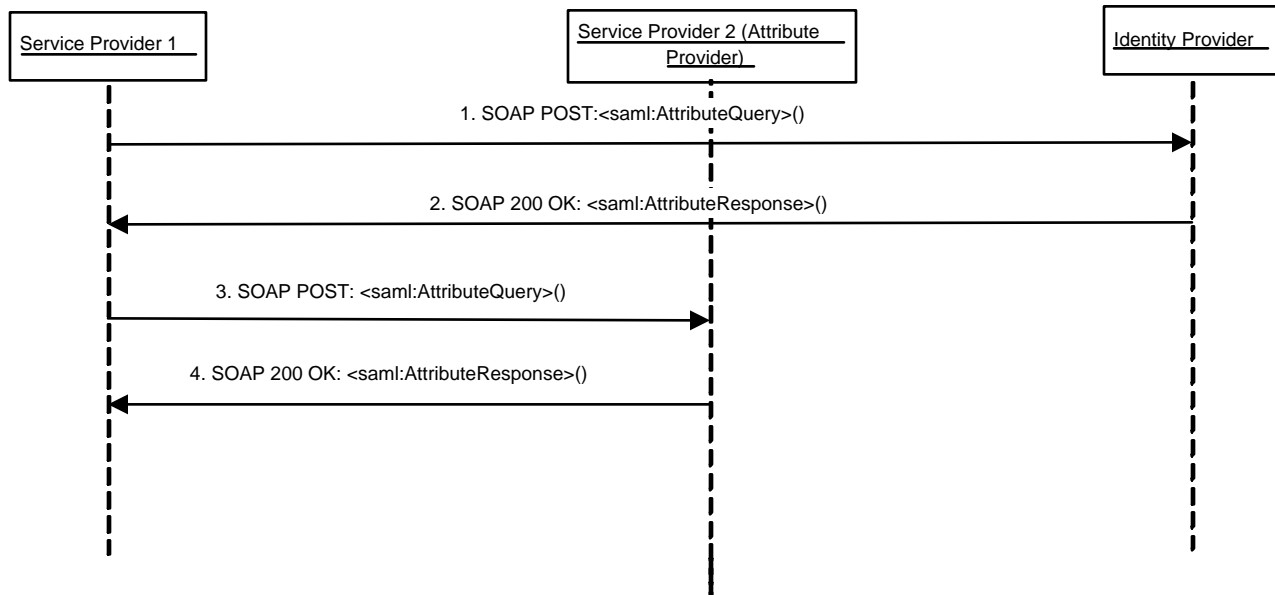 Service Provider 1
Service Provider 2 (Attribute
Provider)
Identity Provider
1. SOAP POST:<saml:AttributeQuery>()
2. SOAP 200 OK: <saml:AttributeResponse>()
3. SOAP POST: <saml:AttributeQuery>()
4. SOAP 200 OK: <saml:AttributeResponse>()